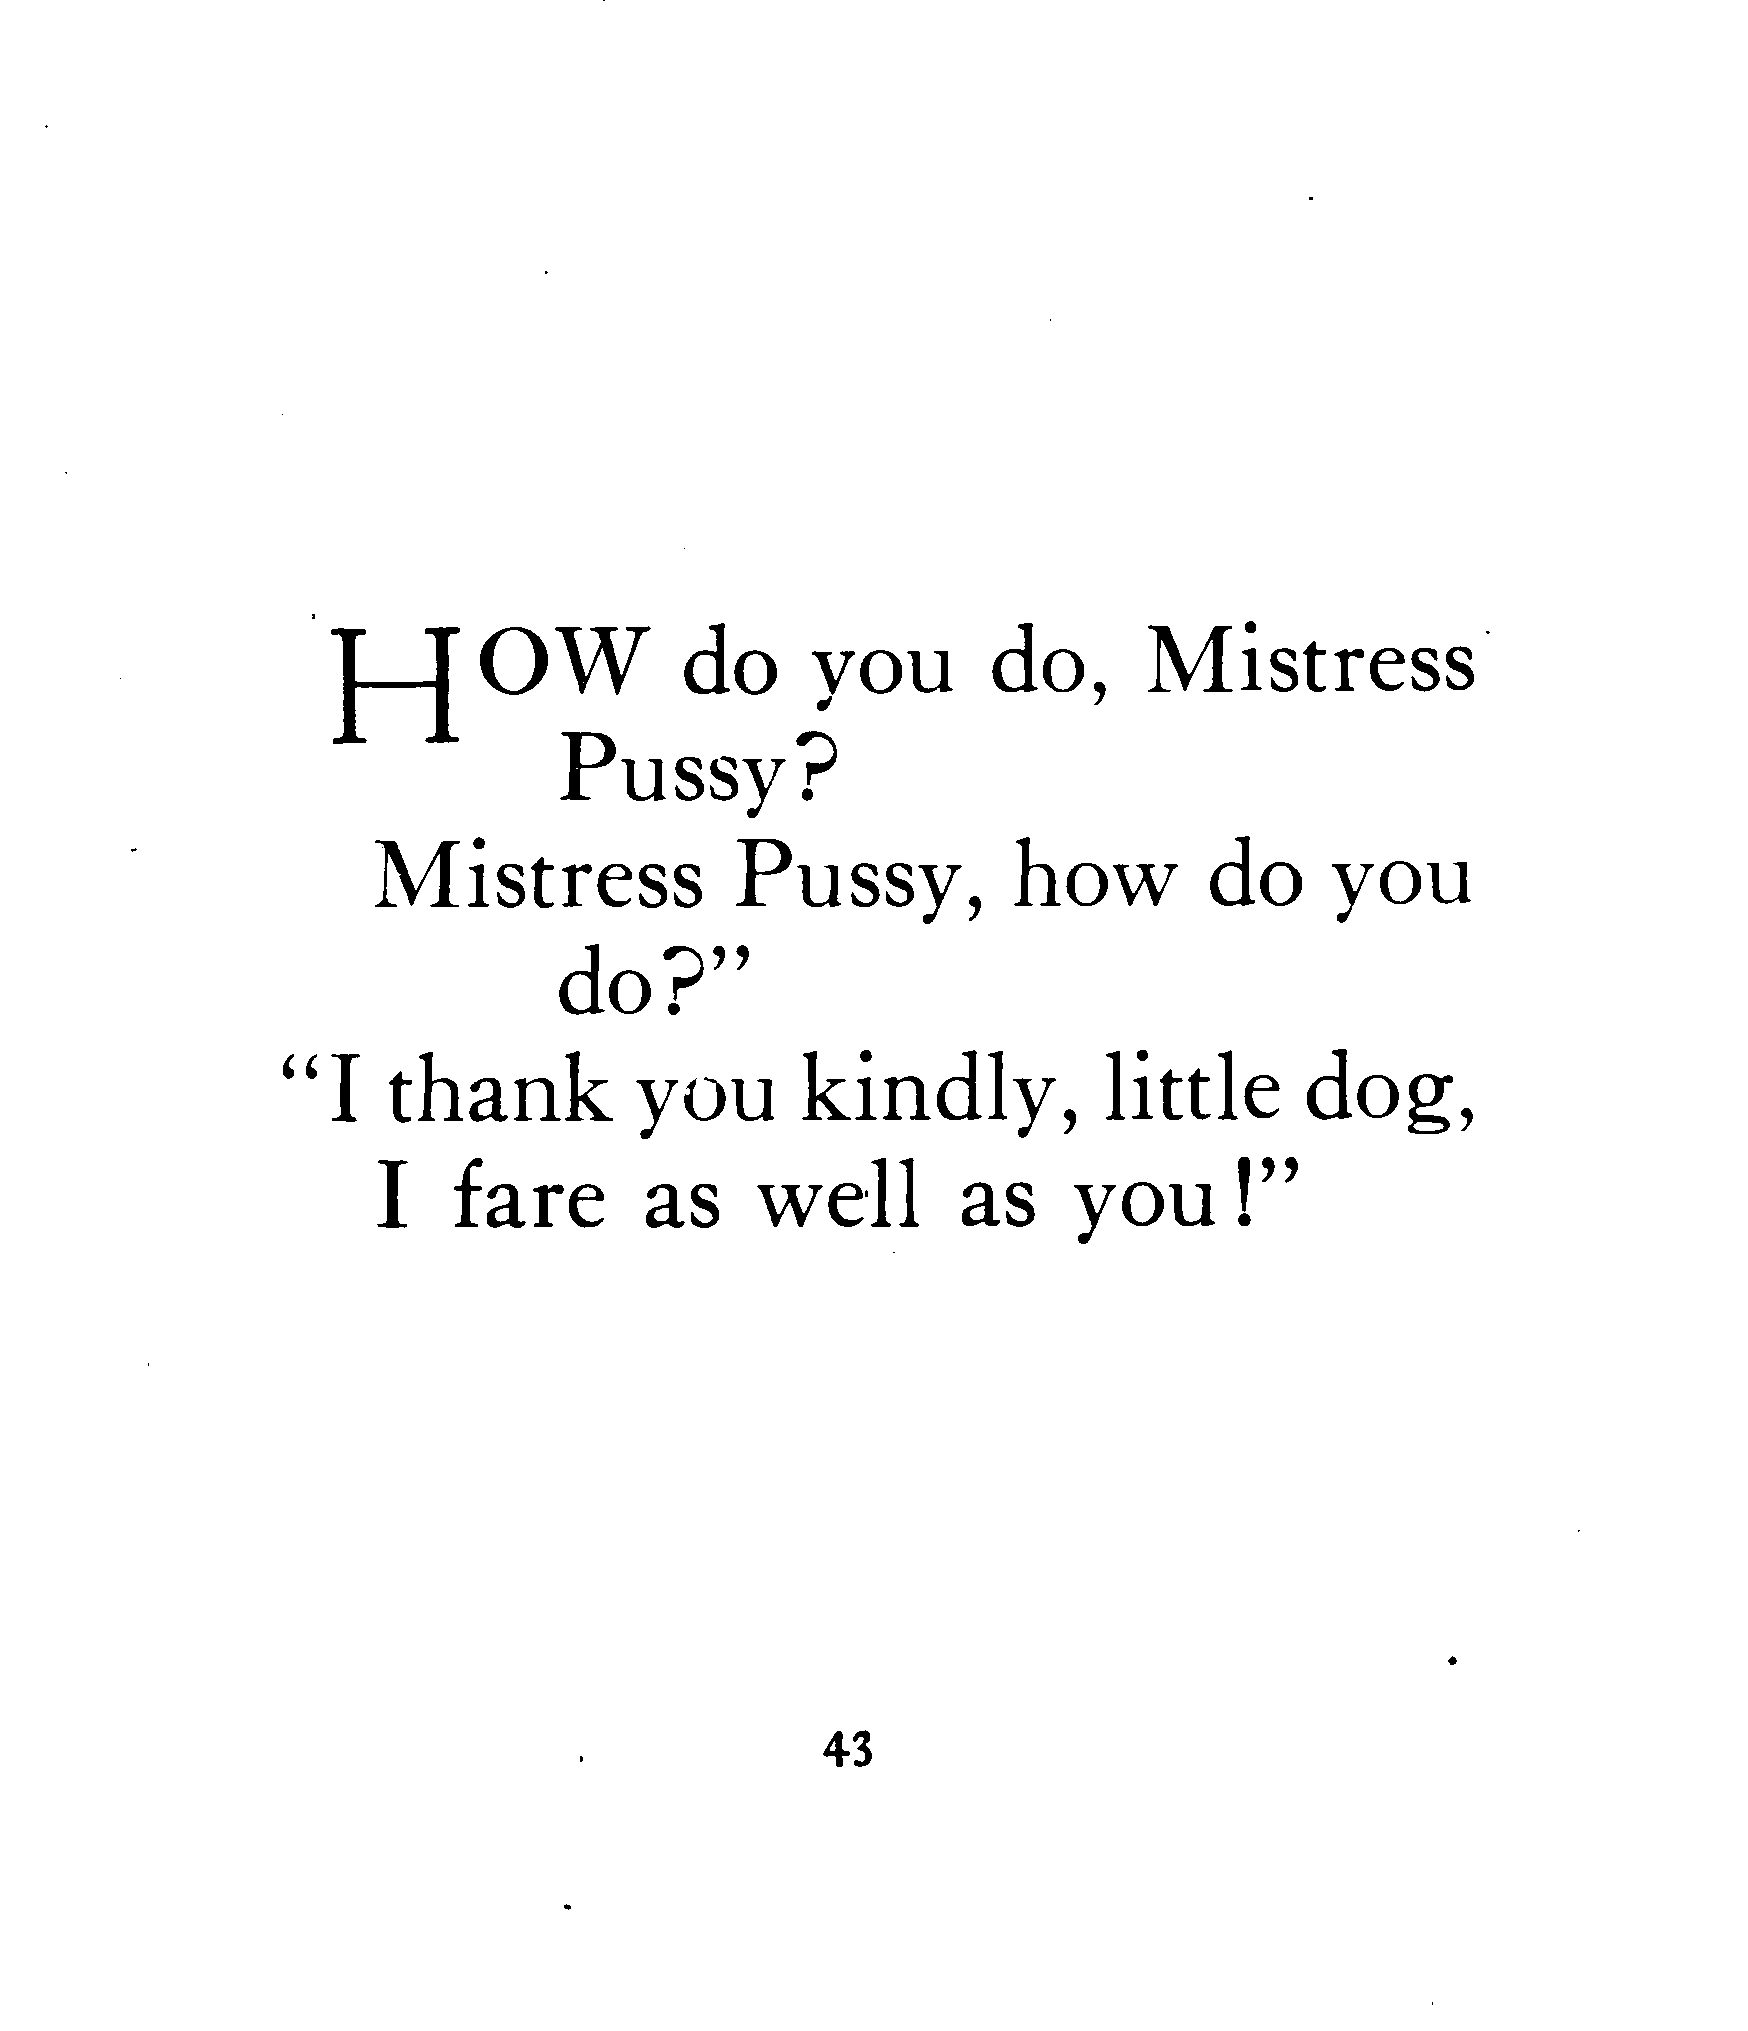 HOW do you do, Mistress
Pussy?
Mistress Pussy, how do you
do?”
“I thank you kindly, little dog,
I fare as well as you!”
43